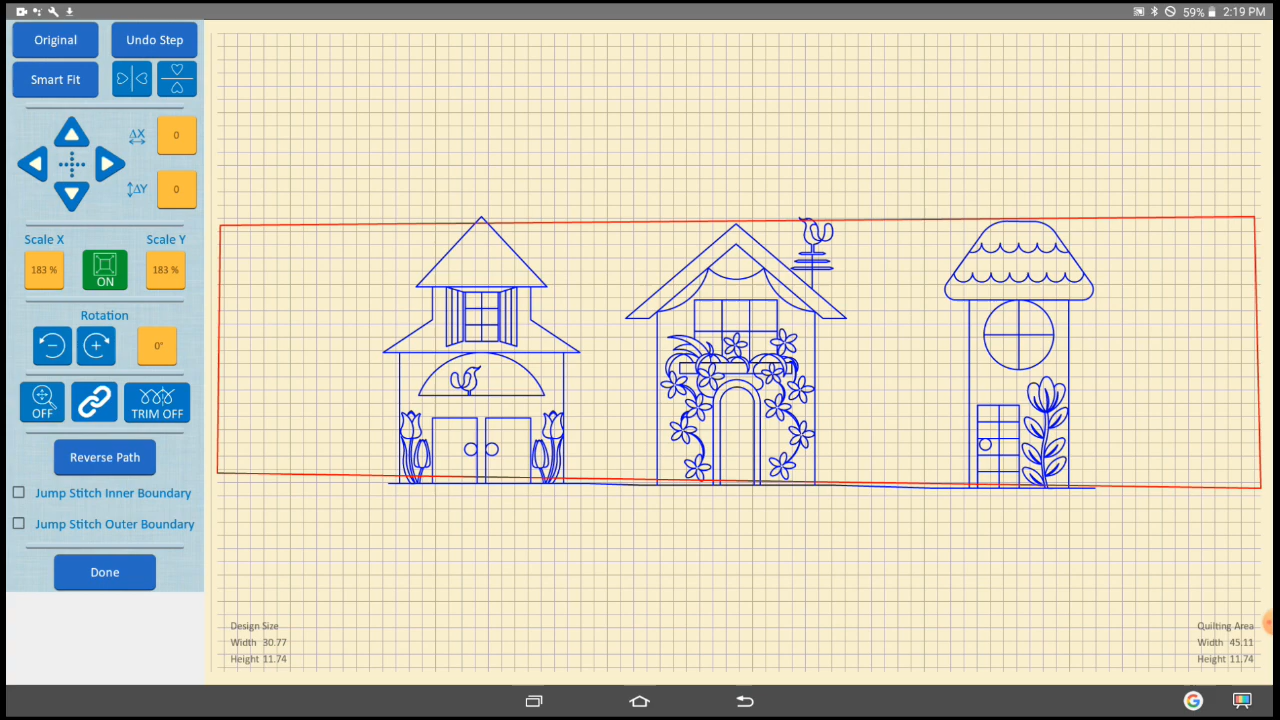 59% 2:19 PM
Original Undo Step
Smart Fit
ΔX 0
ΔY 0
Scale X Scale Y
183 % ON 183 %
Rotation
0°
OFF TRIM OFF
Reverse Path
Jump Stitch Inner Boundary
Jump Stitch Outer Boundary
Done
Design Size
Width 30.77
Height 11.74
Quilting Area
Width 45.11
Height 11.74